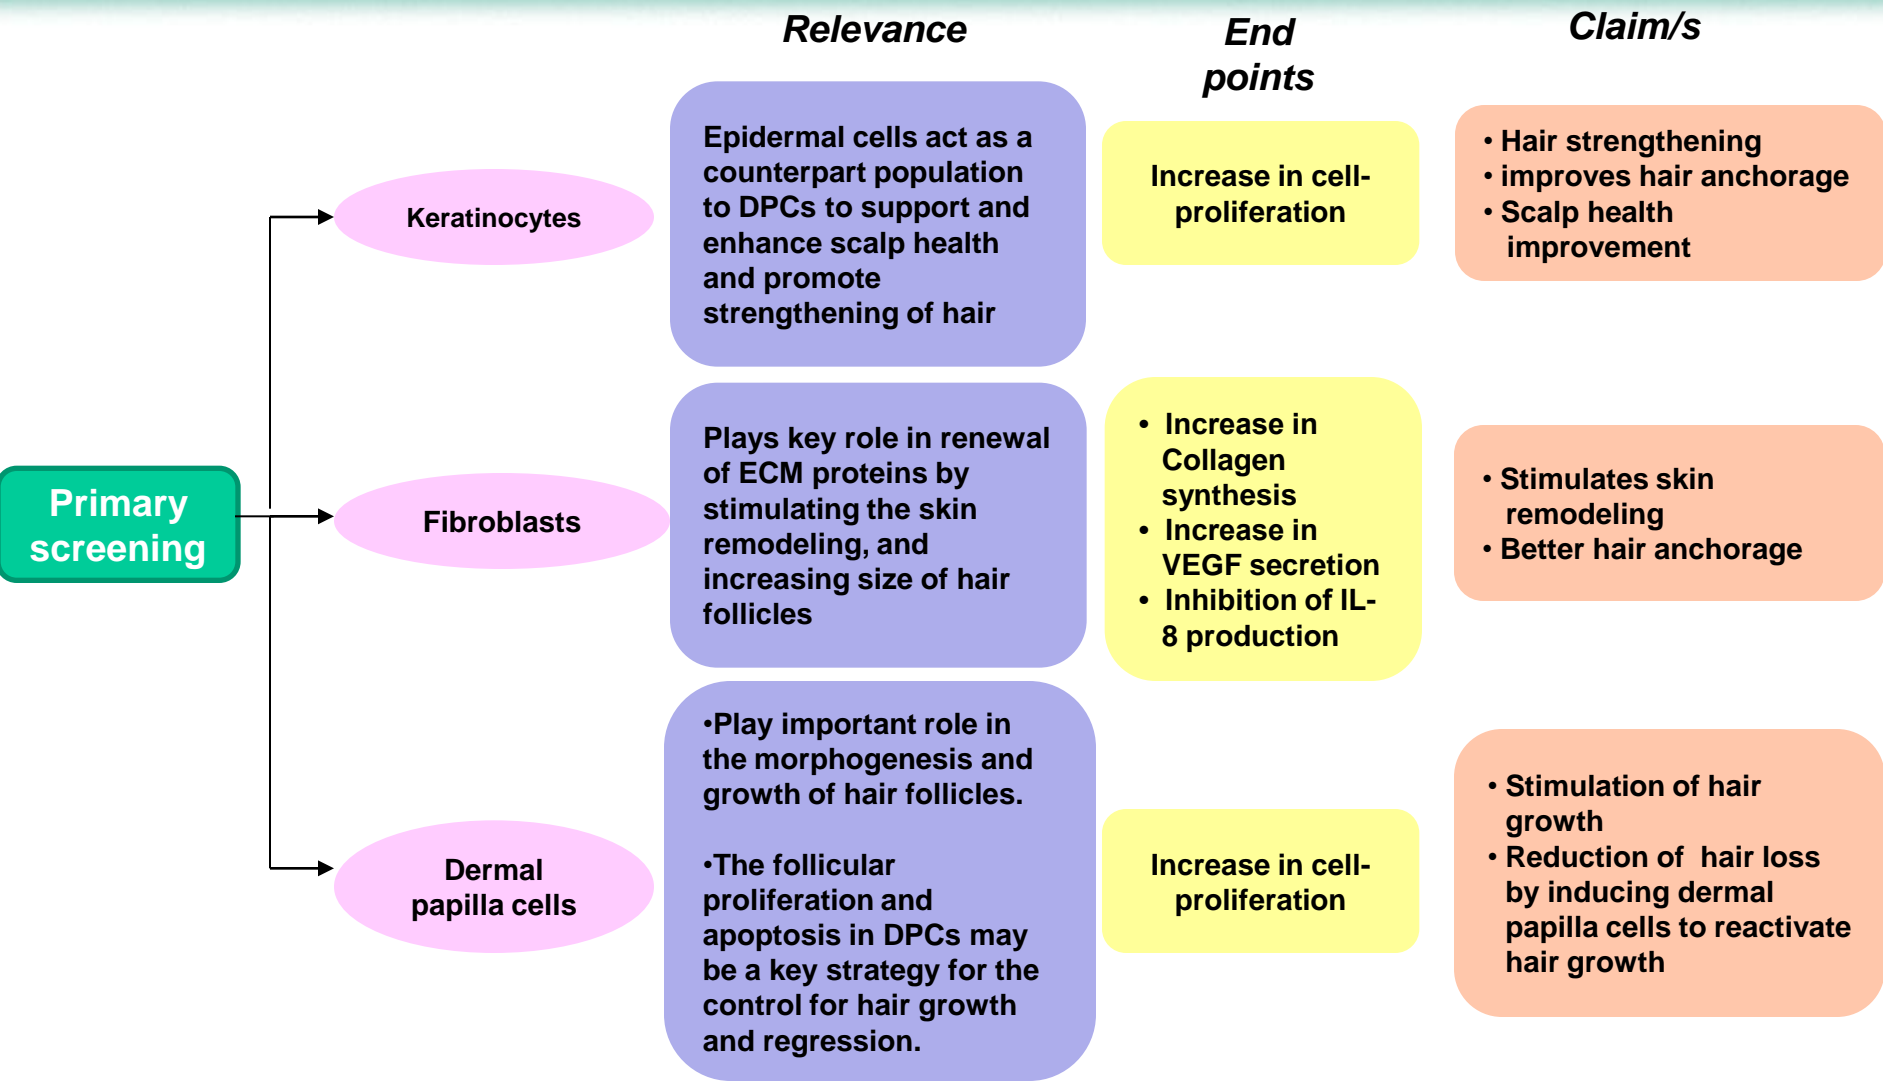 Relevance
End
points
Claim/s
Primary
screening
Keratinocytes
Epidermal cells act as a
counterpart population
to DPCs to support and
enhance scalp health
and promote
strengthening of hair
Increase in cell-
proliferation
• Hair strengthening
• improves hair anchorage
• Scalp health
improvement
Fibroblasts
Plays key role in renewal
of ECM proteins by
stimulating the skin
remodeling, and
increasing size of hair
follicles
• Increase in
Collagen
synthesis
• Increase in
VEGF secretion
• Inhibition of IL-
8 production
• Stimulates skin
remodeling
• Better hair anchorage
Dermal
papilla cells
•Play important role in
the morphogenesis and
growth of hair follicles.
•The follicular
proliferation and
apoptosis in DPCs may
be a key strategy for the
control for hair growth
and regression.
Increase in cell-
proliferation
• Stimulation of hair
growth
• Reduction of hair loss
by inducing dermal
papilla cells to reactivate
hair growth